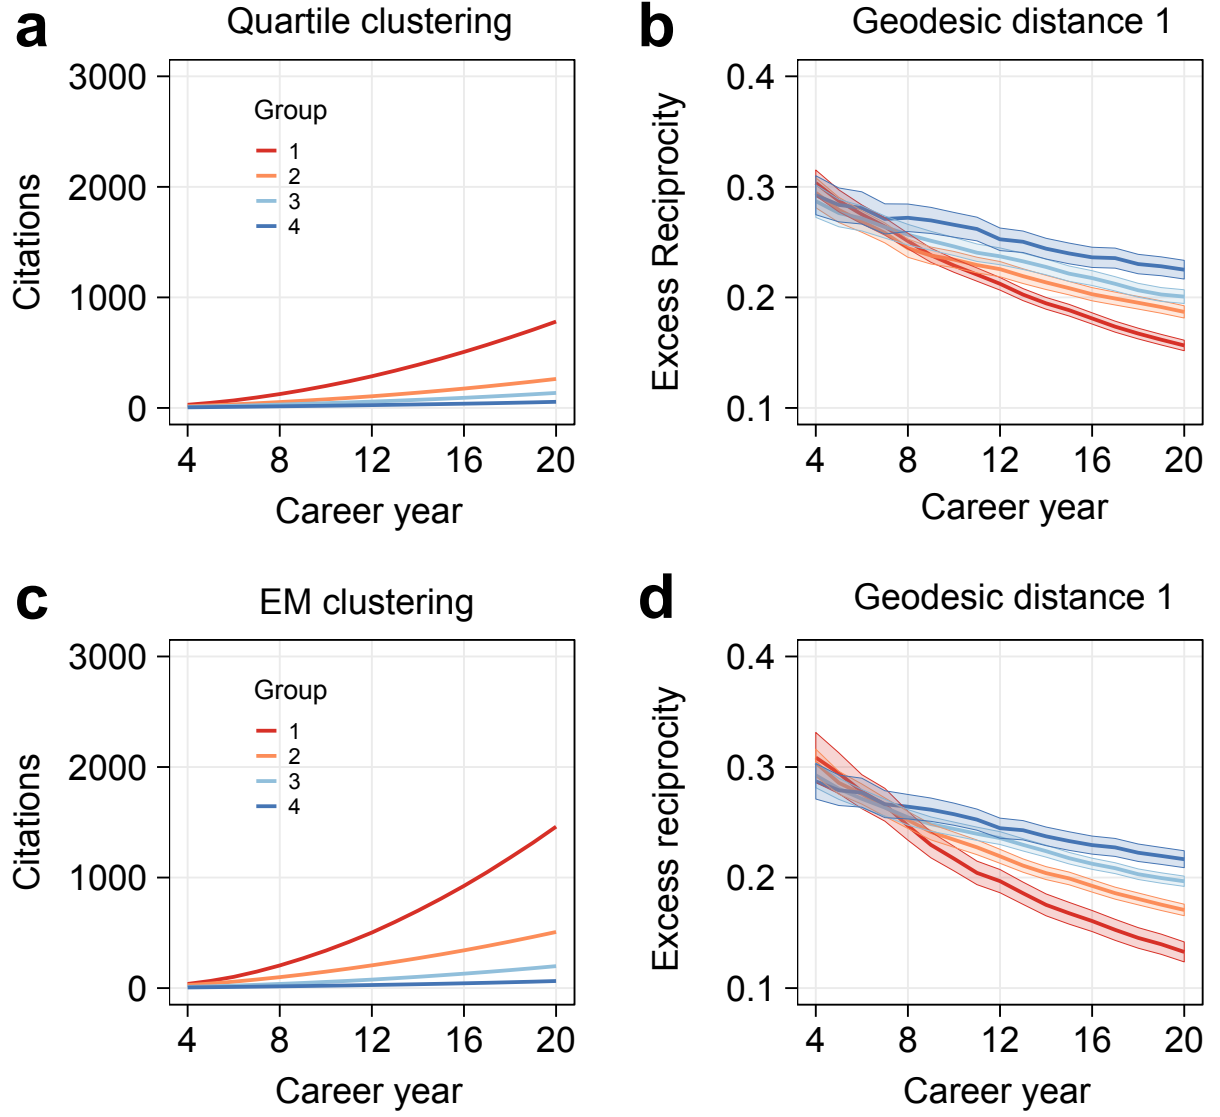 a
Quartile clustering
3000
2000
1000
0
Citations
Group
1
2
3
4
4 8 12 16 20
Career year
b
Geodesic distance 1
0.4
0.3
0.2
0.1
Excess Reciprocity
4 8 12 16 20
Career year
c
EM clustering
3000
2000
1000
0
Citations
Group
1
2
3
4
4 8 12 16 20
Career year
d
Geodesic distance 1
0.4
0.3
0.2
0.1
Excess reciprocity
4 8 12 16 20
Career year